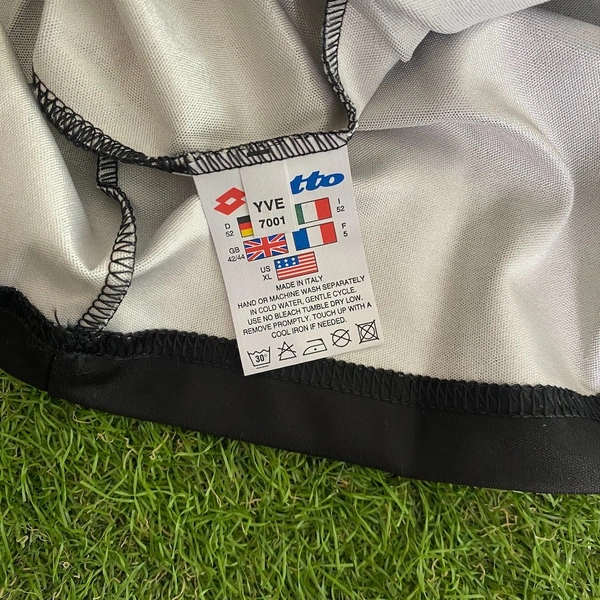 tto
YVE
7001
D
52
I
52
GB
42/44
F
5
US
XL
MADE IN ITALY
HAND OR MACHINE WASH SEPARATELY
IN COLD WATER, GENTLE CYCLE.
USE NO BLEACH TUMBLE DRY LOW.
REMOVE PROMPTLY. TOUCH UP WITH A
COOL IRON IF NEEDED.
30°